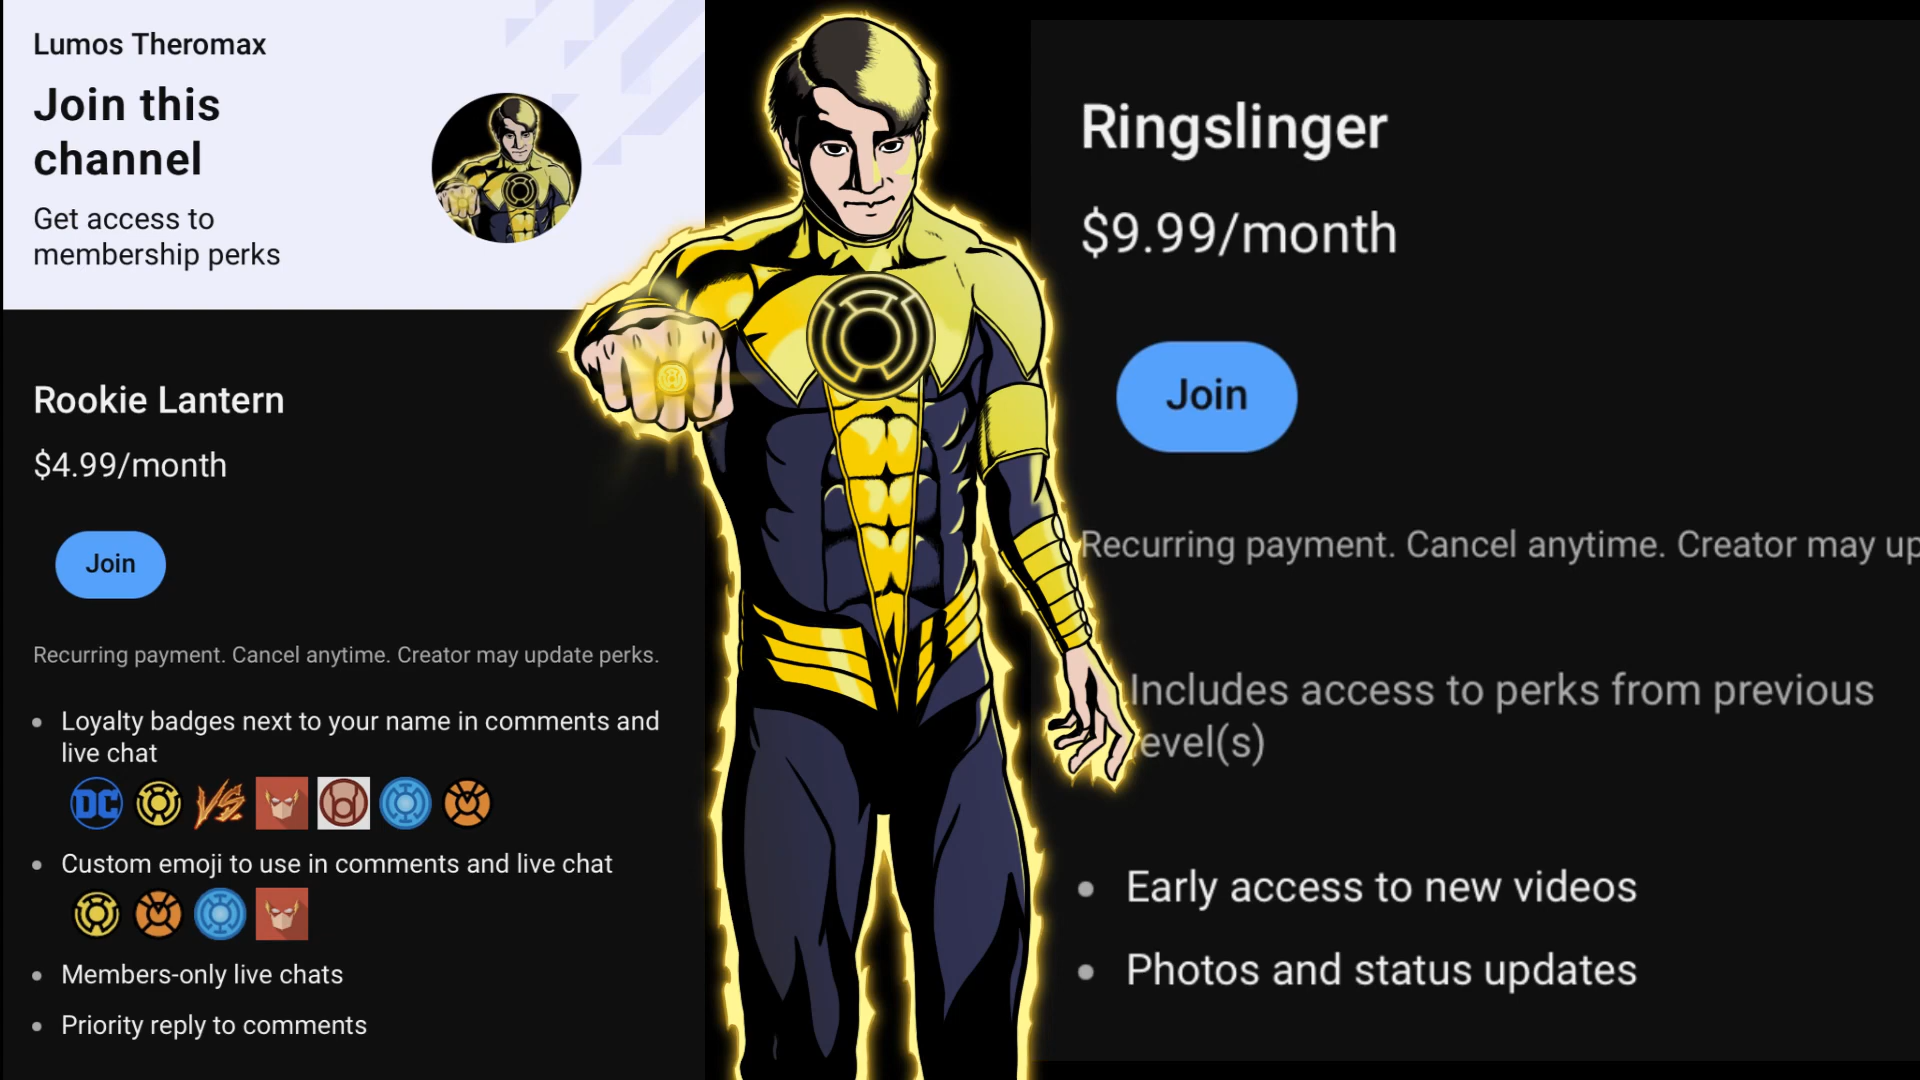 Lumos Theromax
Join this
channel
Get access to
membership perks
Rookie Lantern
$4.99/month
Join
Recurring payment. Cancel anytime. Creator may update perks.
Loyalty badges next to your name in comments and
live chat
DC
VS
Custom emoji to use in comments and live chat
Members-only live chats
Priority reply to comments
Ringslinger
$9.99/month
Join
Recurring payment. Cancel anytime. Creator may up
Includes access to perks from previous
evel(s)
Early access to new videos
Photos and status updates